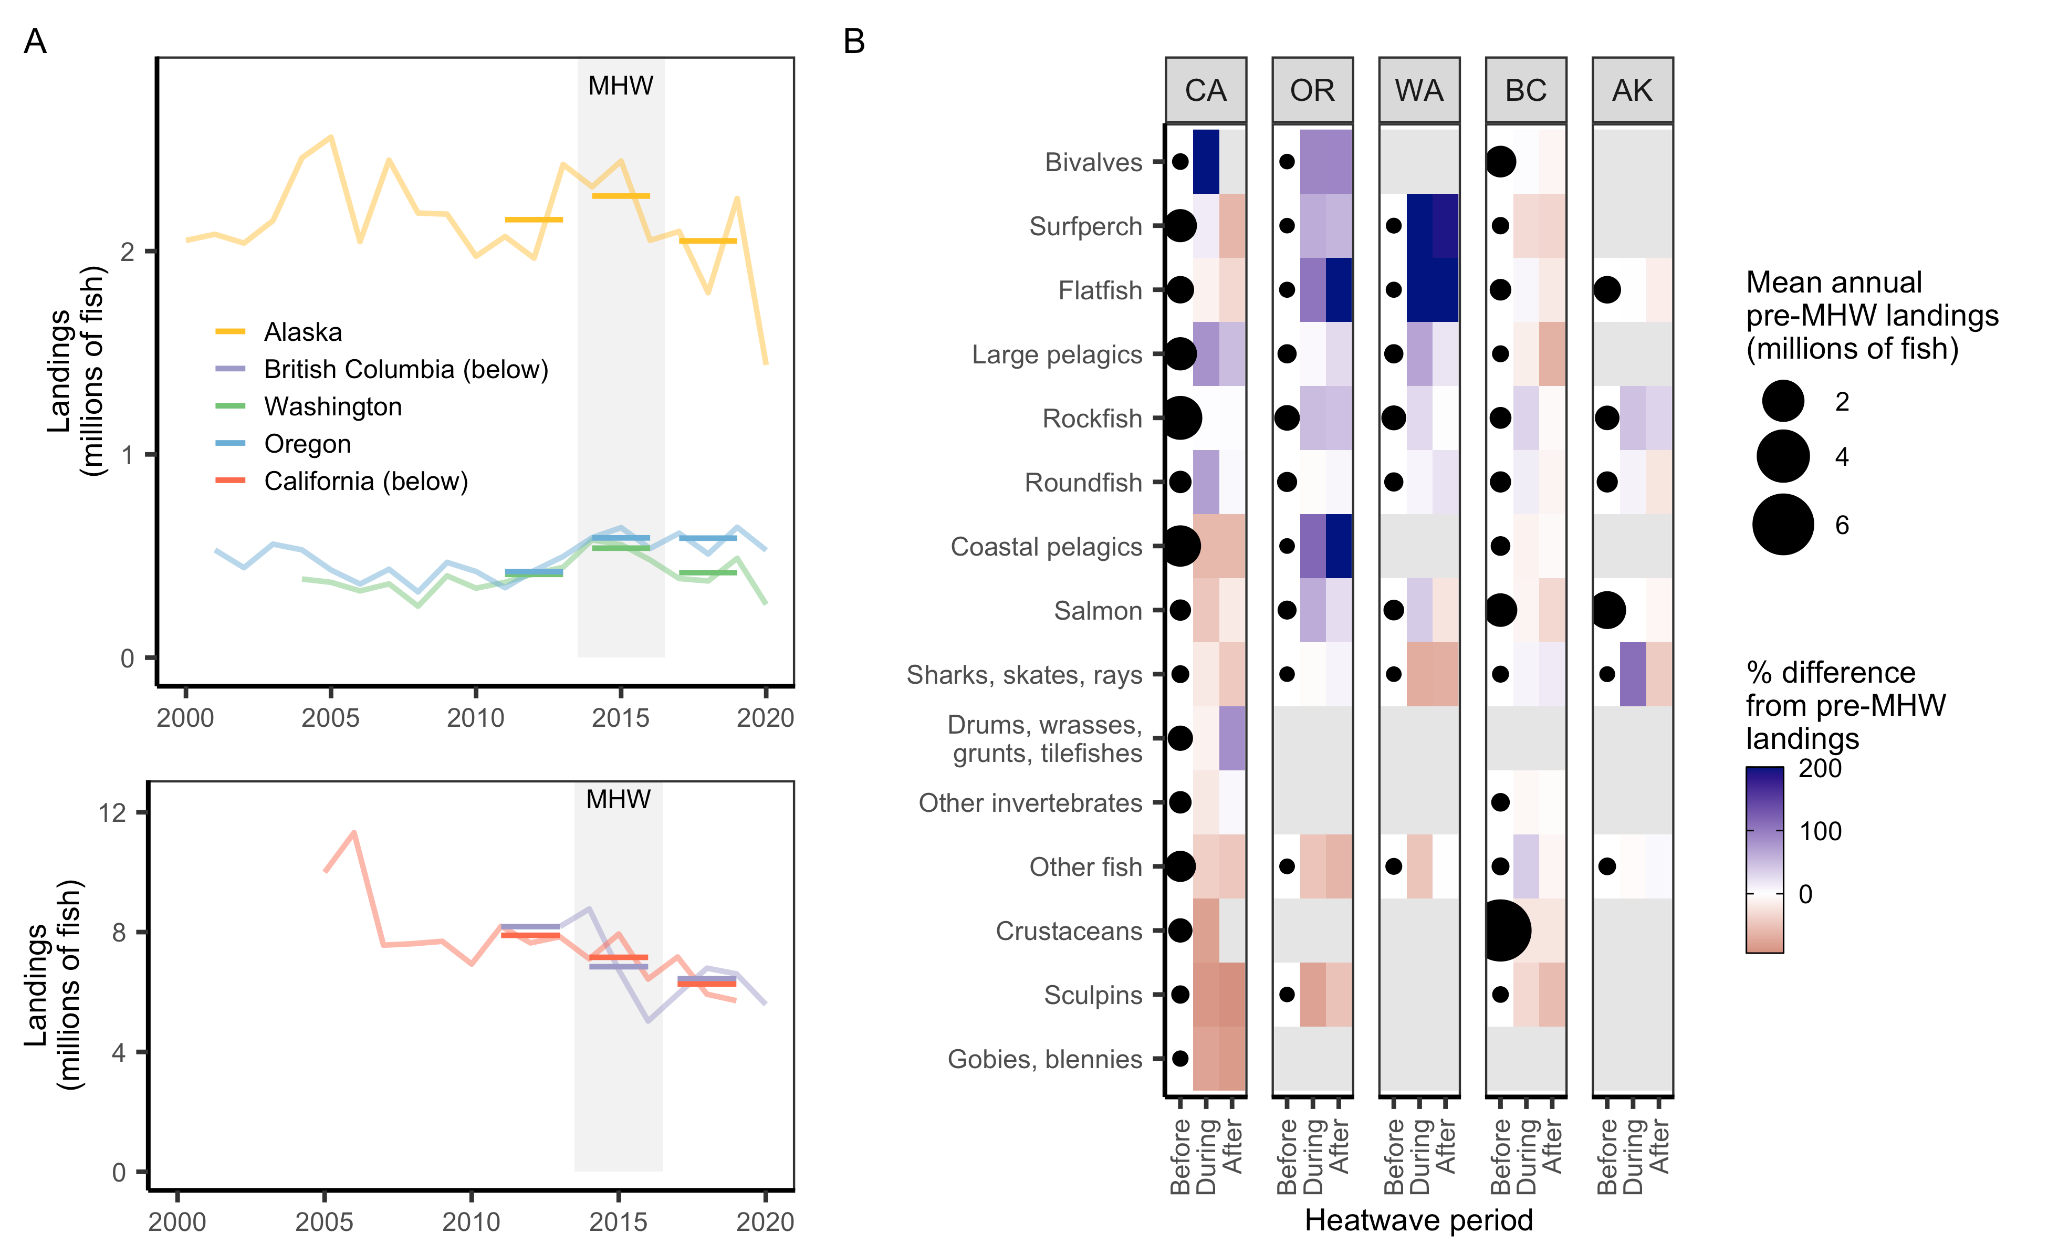 A
MHW
2
1
0
Landings
(millions of fish)
Alaska
British Columbia (below)
Washington
Oregon
California (below)
2000 2005 2010 2015 2020
MHW
12
8
4
0
Landings
(millions of fish)
2000 2005 2010 2015 2020
B
CA OR WA BC AK
Bivalves
Surfperch
Flatfish
Large pelagics
Rockfish
Roundfish
Coastal pelagics
Salmon
Sharks, skates, rays
Drums, wrasses,
grunts, tilefishes
Other invertebrates
Other fish
Crustaceans
Sculpins
Gobies, blennies
Before During After Before During After Before During After Before During After Before During After
Heatwave period
Mean annual
pre-MHW landings
(millions of fish)
2
4
6
% difference
from pre-MHW
landings
200
100
0